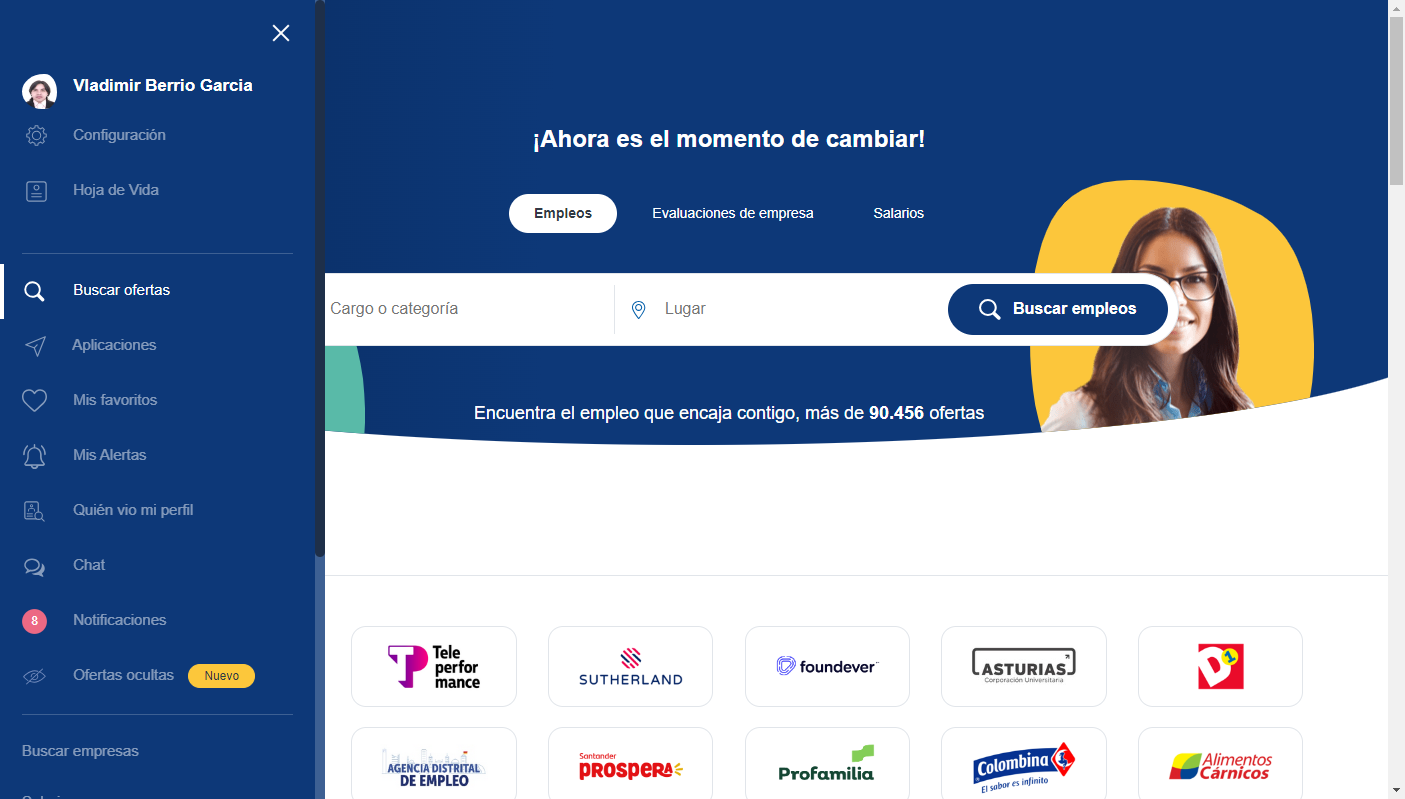 Vladimir Berrio Garcia
Configuración
Hoja de Vida
Buscar ofertas
Aplicaciones
Mis favoritos
Mis Alertas
Quién vio mi perfil
Chat
8 Notificaciones
Ofertas ocultas Nuevo
Buscar empresas
¡Ahora es el momento de cambiar!
Empleos Evaluaciones de empresa Salarios
Cargo o categoría Lugar Buscar empleos
Encuentra el empleo que encaja contigo, más de 90.456 ofertas
Tele
perfor
mance
SUTHERLAND
foundever
ASTURIAS
Corporación Universitaria
D1
AGENCIA DISTRITAL
DE EMPLEO
Santander
PROSPERA
Profamilia
Colombina
El sabor es infinito
Alimentos
Cárnicos